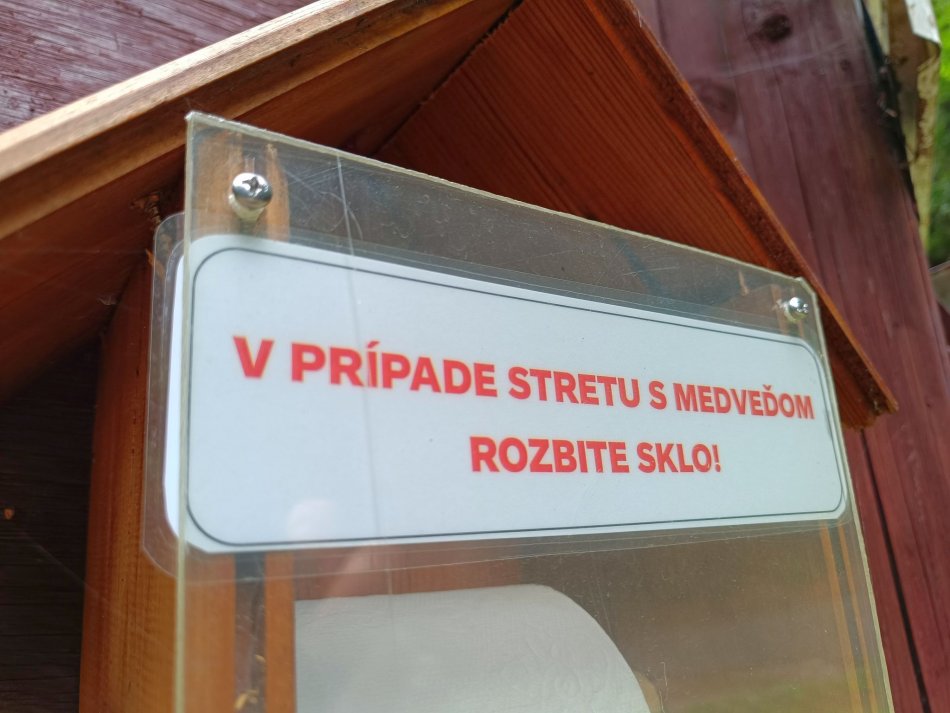 V PRÍPADE STRETU S MEDVEĎOM
ROZBITE SKLO!